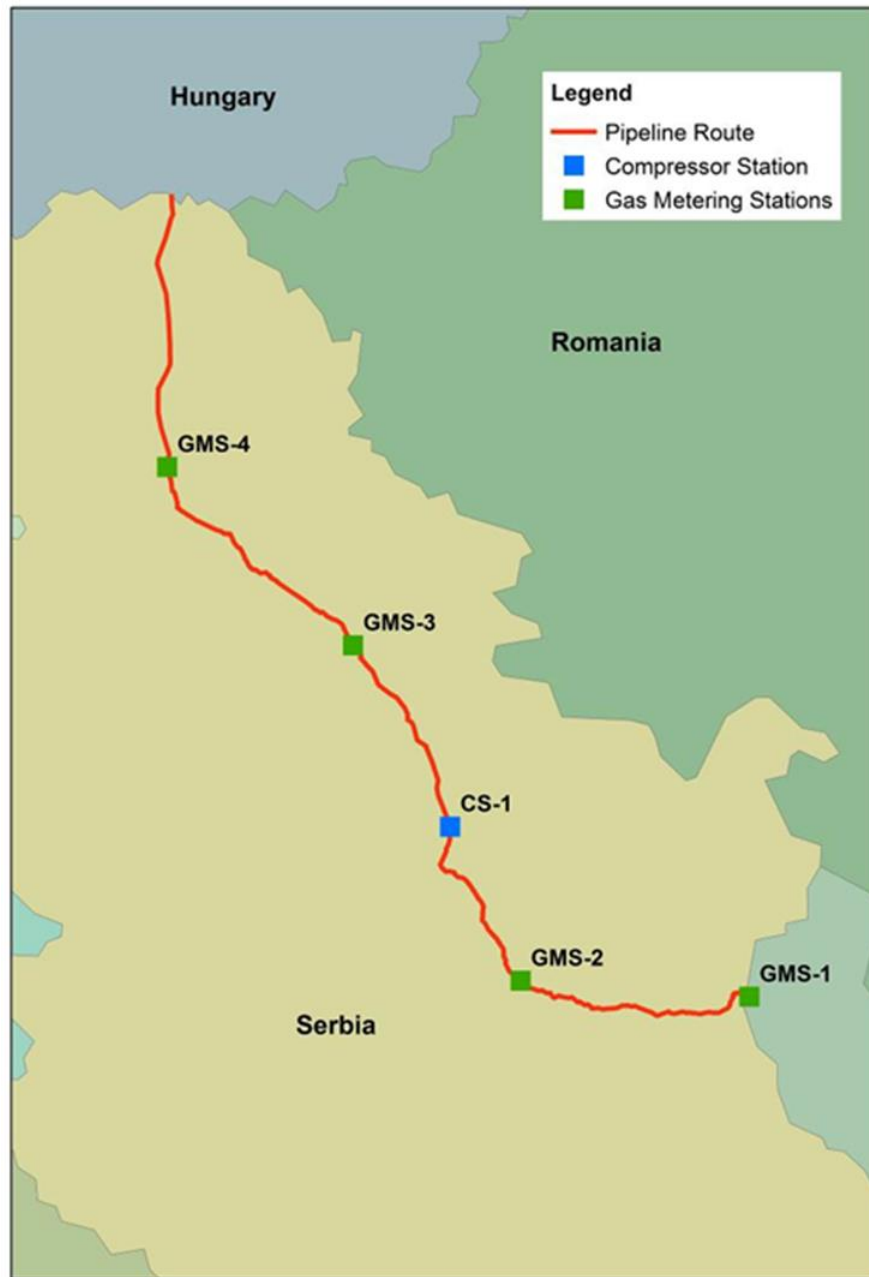 Hungary
Legend
Pipeline Route
Compressor Station
Gas Metering Stations
Romania
GMS-4
GMS-3
CS-1
GMS-2
GMS-1
Serbia